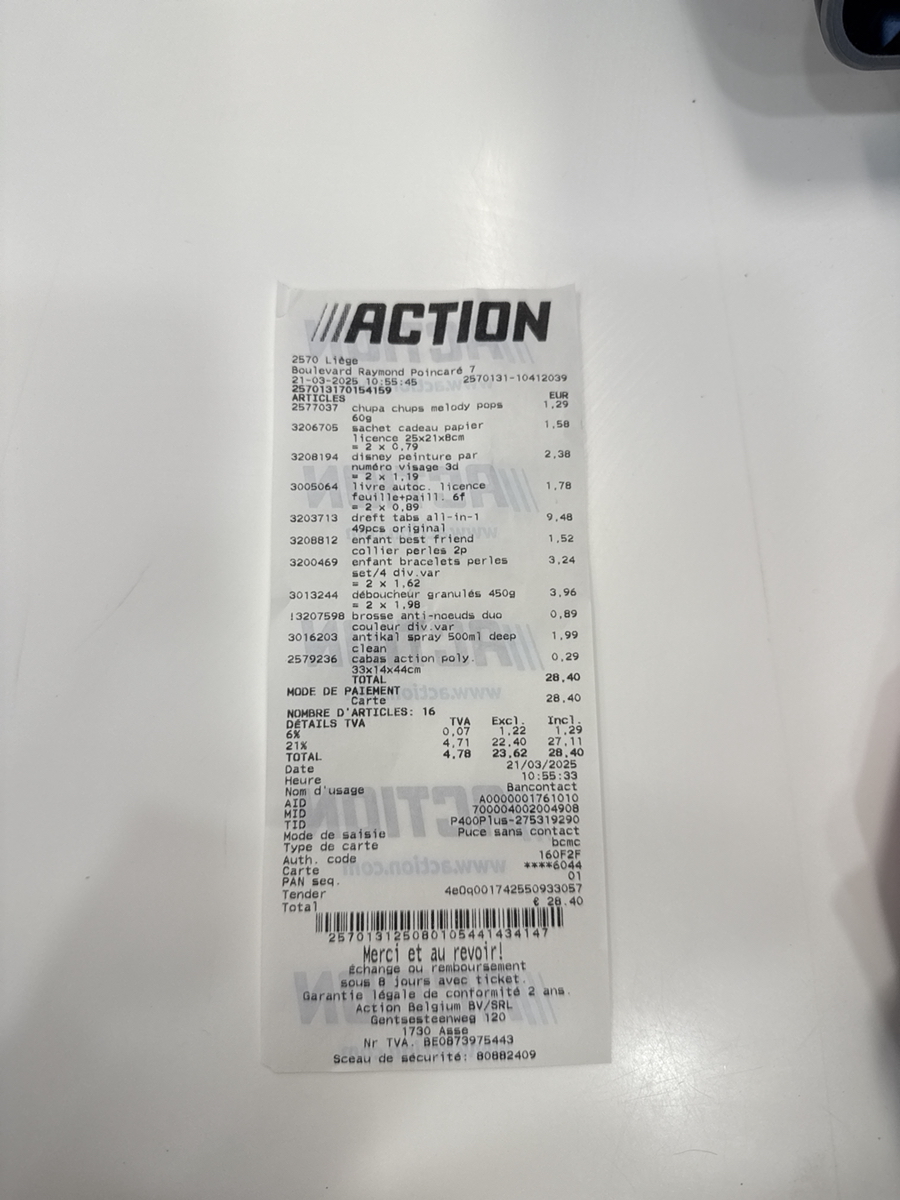 ///ACTION
2570 Liège
Boulevard Raymond Poincaré 7
21-03-2025 10:55:45 2570131-10412039
257013170154159
ARTICLES EUR
2577037 chupa chups melody pops 1,29
60g
3206705 sachet cadeau papier 1,58
licence 25x21x8cm
= 2 x 0,79
3208194 disney peinture par 2,38
numéro visage 3d
= 2 x 1,19
3005064 livre autoc. licence 1,78
feuille+paill. 6f
= 2 x 0,89
3203713 dreft tabs all-in-1 9,48
49pcs original
3208812 enfant best friend 1,52
collier perles 2p
3200469 enfant bracelets perles 3,24
set/4 div.var
= 2 x 1,62
3013244 déboucheur granulés 450g 3,96
= 2 x 1,98
!3207598 brosse anti-noeuds duo 0,89
couleur div.var
3016203 antikal spray 500ml deep 1,99
clean
2579236 cabas action poly. 0,29
33x14x44cm
TOTAL 28,40
MODE DE PAIEMENT
Carte 28,40
NOMBRE D'ARTICLES: 16
DÉTAILS TVA TVA Excl. Incl.
6% 0,07 1,22 1,29
21% 4,71 22,40 27,11
TOTAL 4,78 23,62 28,40
Date 21/03/2025
Heure 10:55:33
Nom d'usage Bancontact
AID A0000001761010
MID 700004002004908
TID P400Plus-275319290
Mode de saisie Puce sans contact
Type de carte bcmc
Auth. code 160F2F
Carte ****6044
PAN seq. 01
Tender 4e0q001742550933057
Total € 28.40
2570131250801054414341​47
Merci et au revoir!
Échange ou remboursement
sous 8 jours avec ticket.
Garantie légale de conformité 2 ans.
Action Belgium BV/SRL
Gentsesteenweg 120
1730 Asse
Nr TVA. BE0873975443
Sceau de sécurité: 80882409